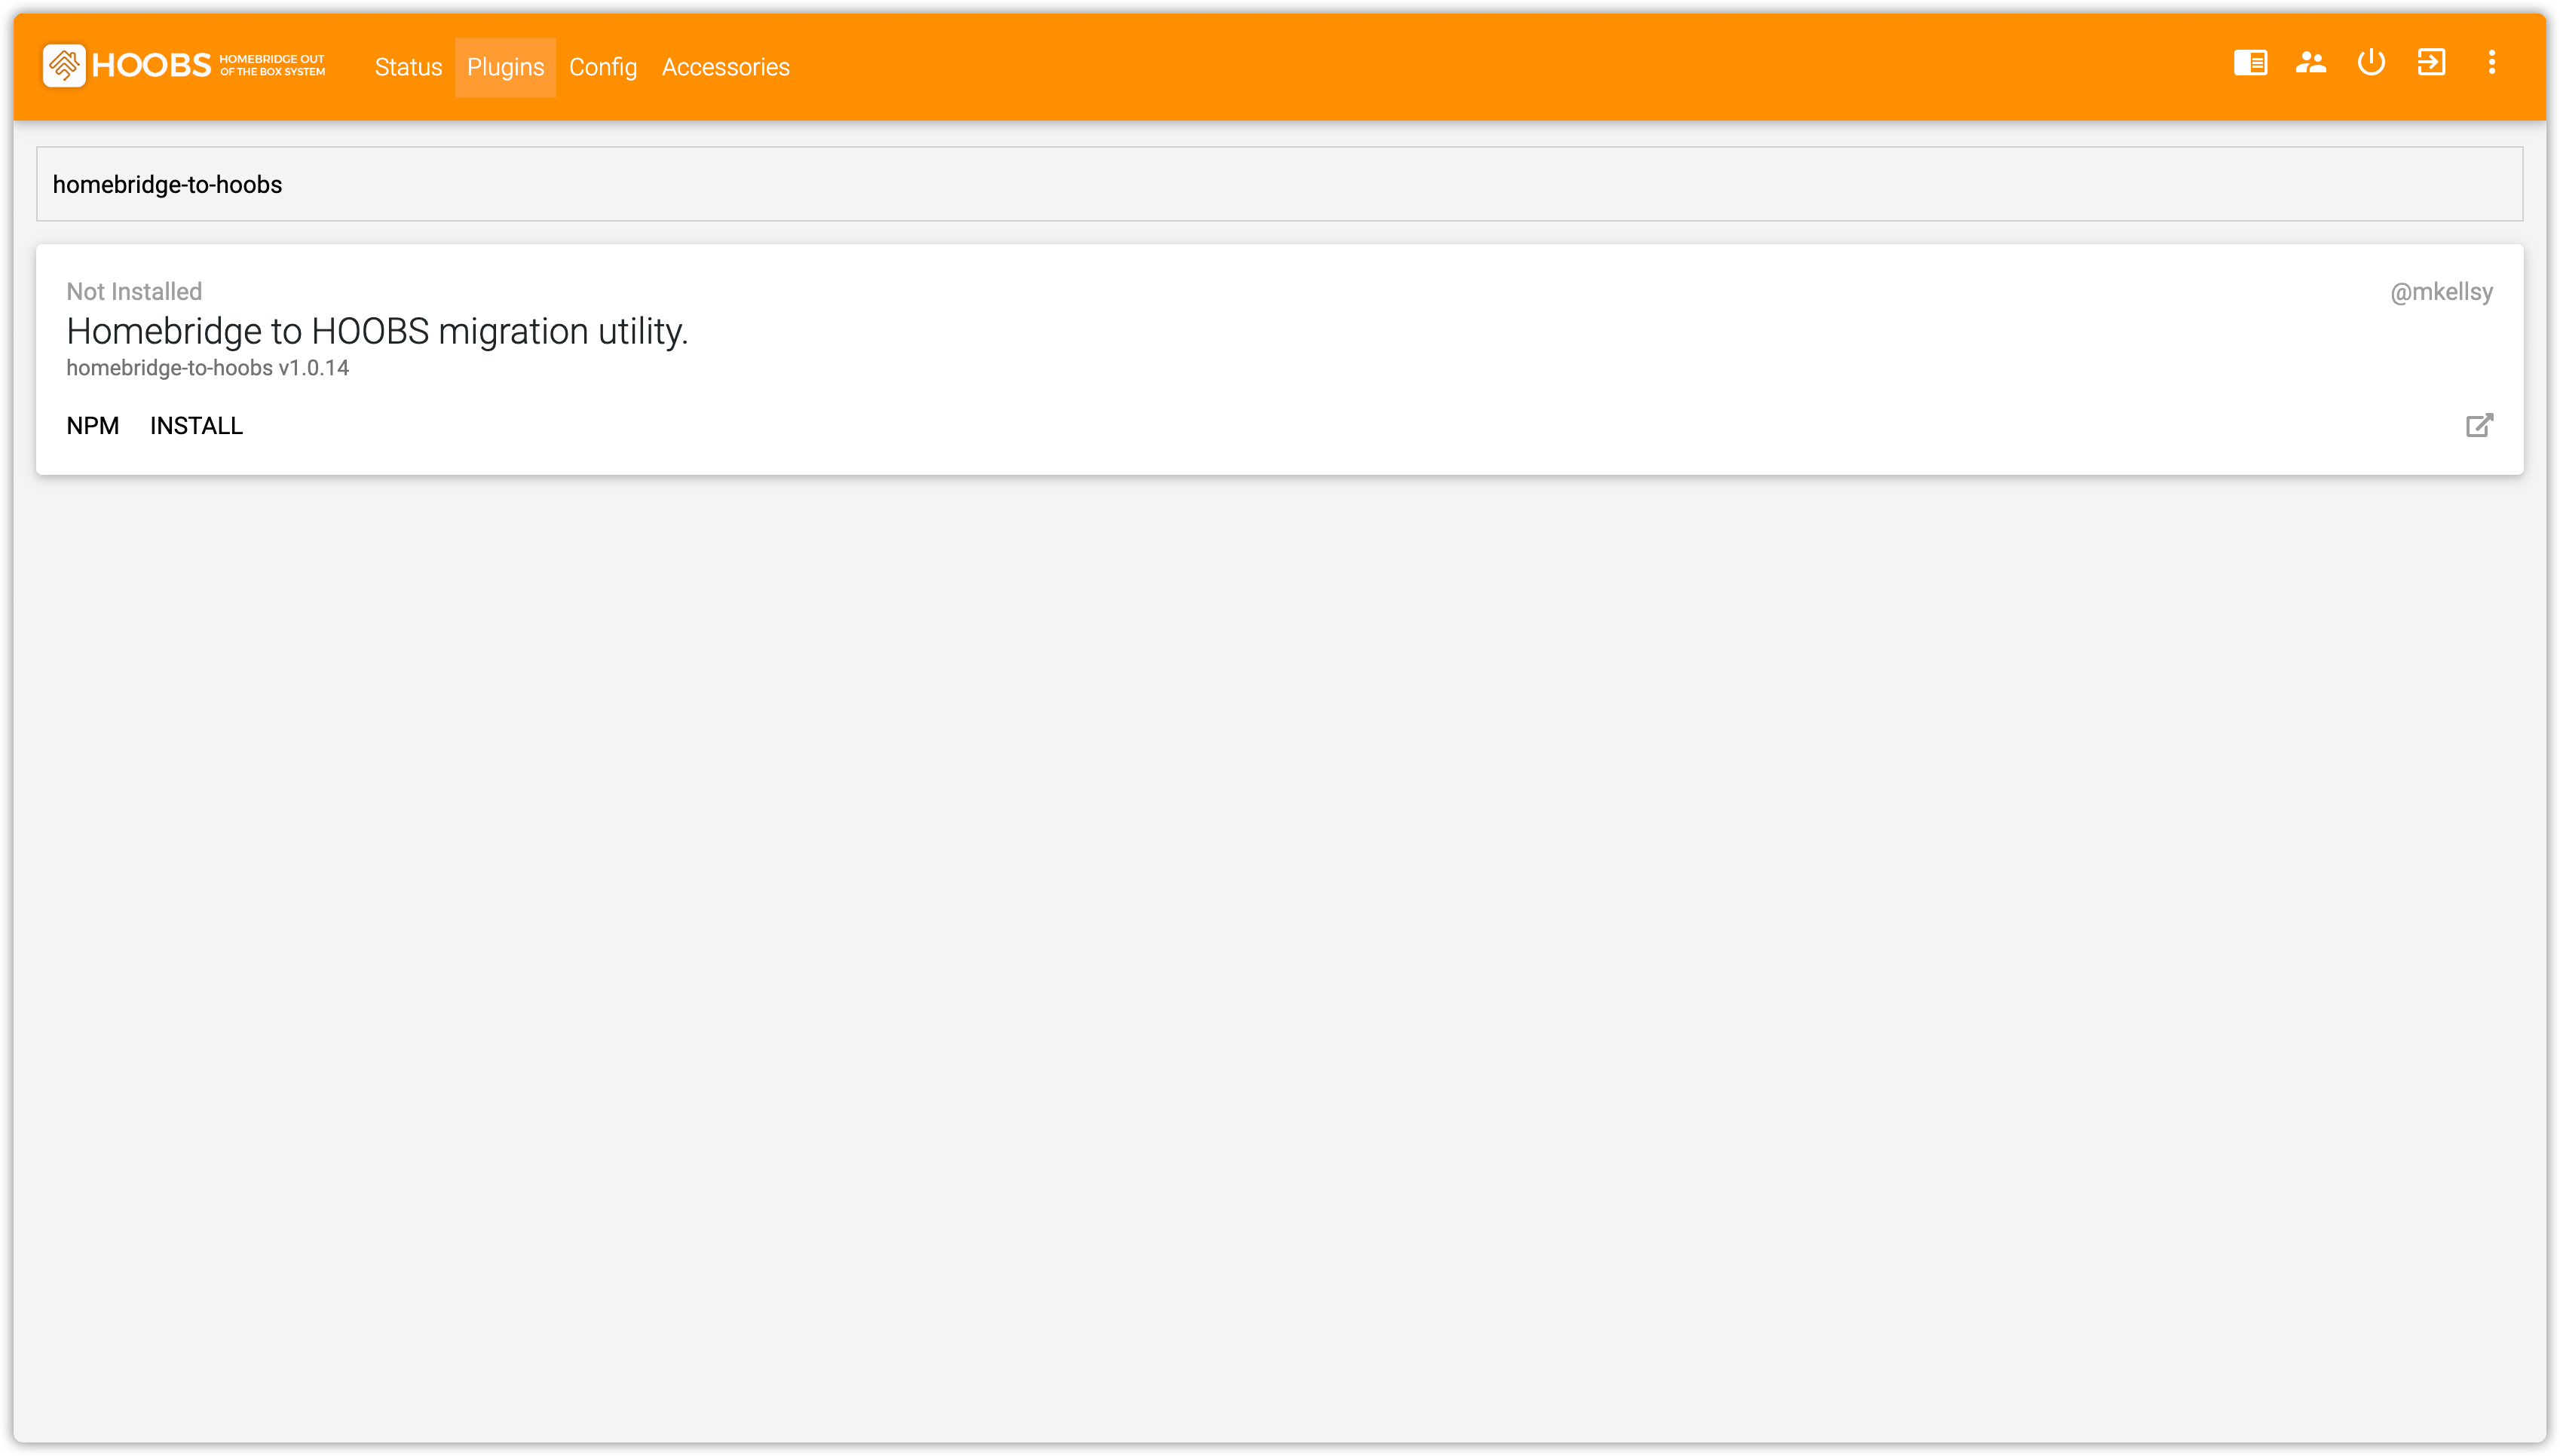 HOOBS HOMEBRIDGE OUT
OF THE BOX SYSTEM
Status Plugins Config Accessories
homebridge-to-hoobs
Not Installed @mkellsy
Homebridge to HOOBS migration utility.
homebridge-to-hoobs v1.0.14
NPM INSTALL